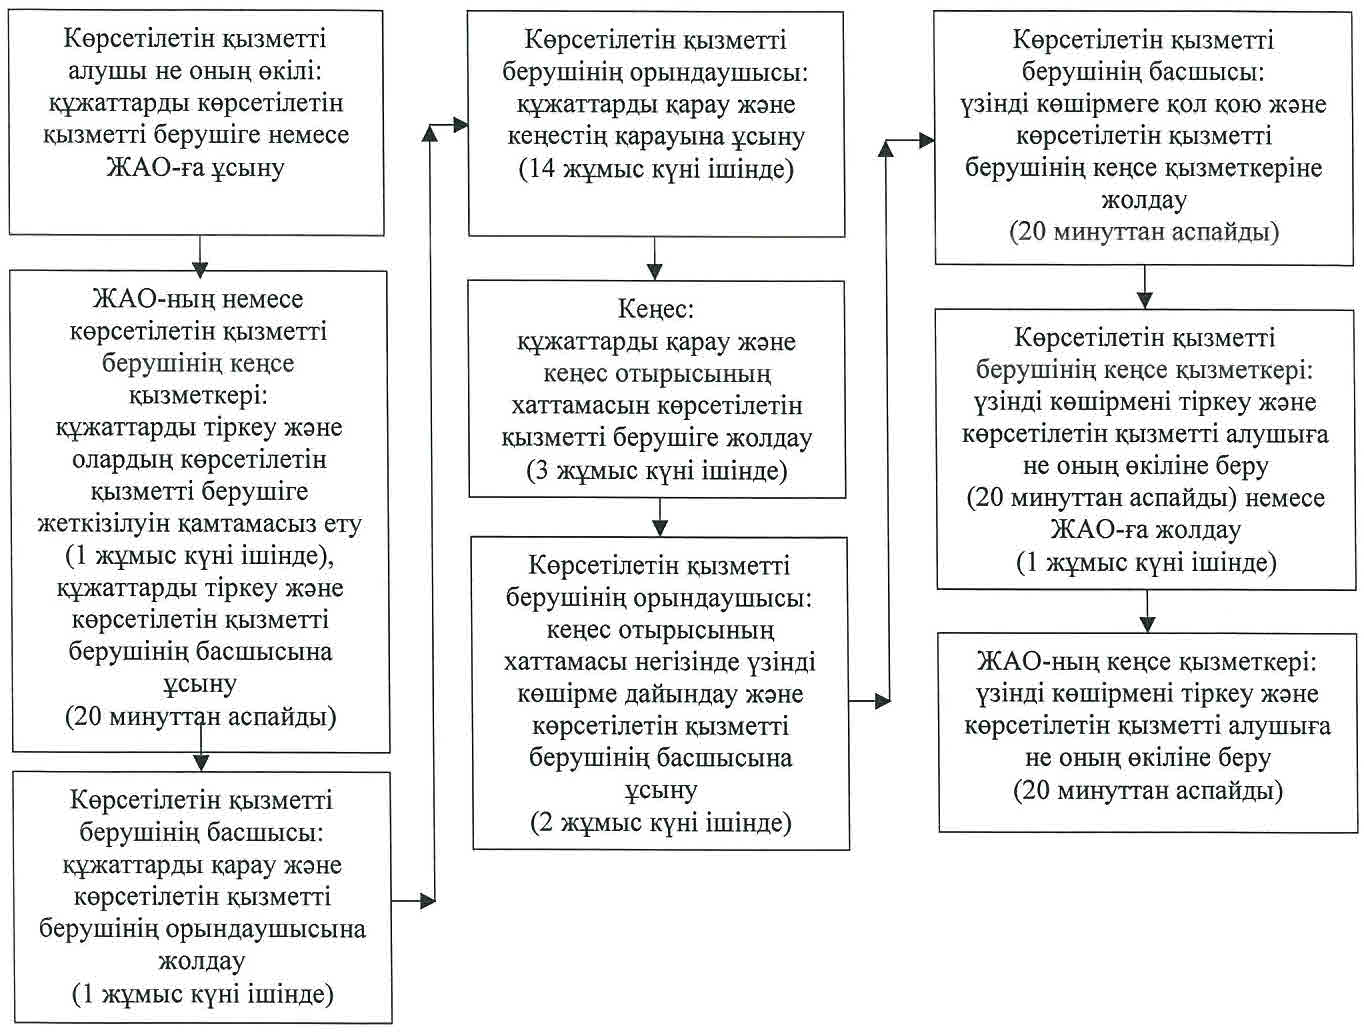 Көрсетілетін қызметті
алушы не оның өкілі:
құжаттарды көрсетілетін
қызметті берушіге немесе
ЖАО-ға ұсыну
ЖАО-ның немесе
көрсетілетін қызметті
берушінің кеңсе
қызметкері:
құжаттарды тіркеу және
олардың көрсетілетін
қызметті берушіге
жеткізілуін қамтамасыз ету
(1 жұмыс күні ішінде),
құжаттарды тіркеу және
көрсетілетін қызметті
берушінің басшысына
ұсыну
(20 минуттан аспайды)
Көрсетілетін қызметті
берушінің басшысы:
құжаттарды қарау және
көрсетілетін қызметті
берушінің орындаушысына
жолдау
(1 жұмыс күні ішінде)
Көрсетілетін қызметті
берушінің орындаушысы:
құжаттарды қарау және
кеңестің қарауына ұсыну
(14 жұмыс күні ішінде)
Кеңес:
құжаттарды қарау және
кеңес отырысының
хаттамасын көрсетілетін
қызметті берушіге жолдау
(3 жұмыс күні ішінде)
Көрсетілетін қызметті
берушінің орындаушысы:
кеңес отырысының
хаттамасы негізінде үзінді
көшірме дайындау және
көрсетілетін қызметті
берушінің басшысына
ұсыну
(2 жұмыс күні ішінде)
Көрсетілетін қызметті
берушінің басшысы:
үзінді көшірмеге қол қою және
көрсетілетін қызметті
берушінің кеңсе қызметкеріне
жолдау
(20 минуттан аспайды)
Көрсетілетін қызметті
берушінің кеңсе қызметкері:
үзінді көшірмені тіркеу және
көрсетілетін қызметті алушыға
не оның өкіліне беру
(20 минуттан аспайды) немесе
ЖАО-ға жолдау
(1 жұмыс күні ішінде)
ЖАО-ның кеңсе қызметкері:
үзінді көшірмені тіркеу және
көрсетілетін қызметті алушыға
не оның өкіліне беру
(20 минуттан аспайды)